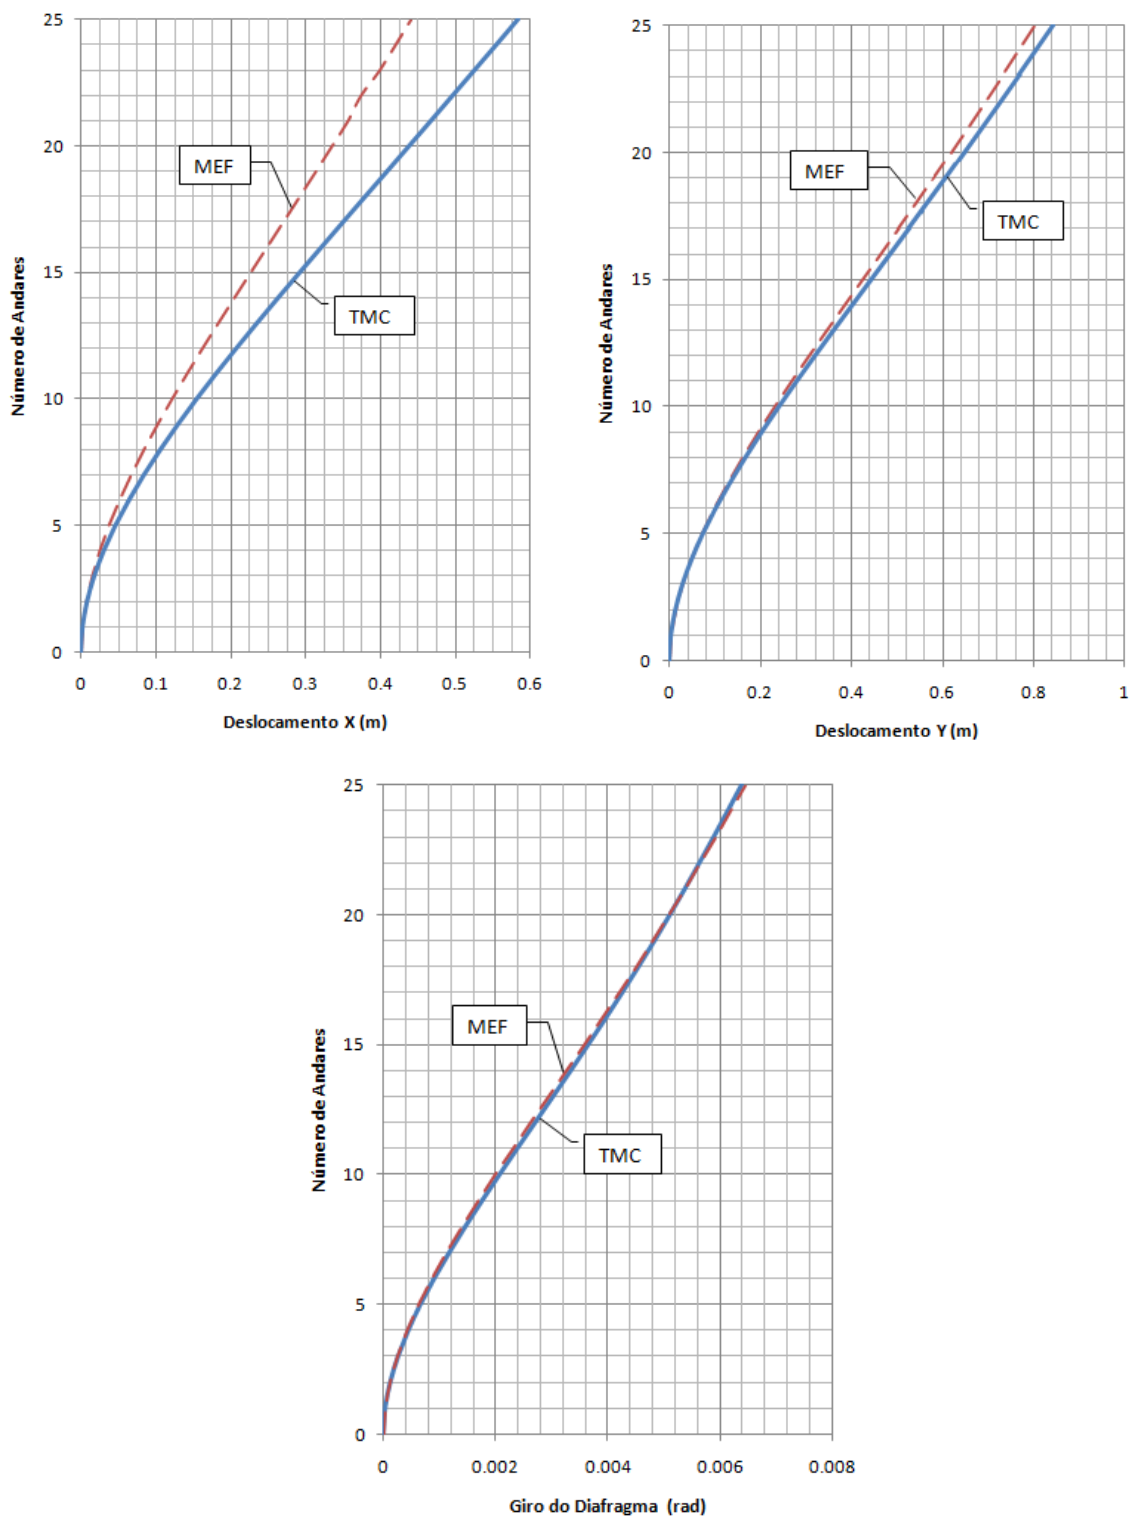 25
20
15
10
5
0
Número de Andares
MEF
TMC
0 0.1 0.2 0.3 0.4 0.5 0.6
Deslocamento X (m)
25
20
15
10
5
0
Número de Andares
MEF
TMC
0 0.2 0.4 0.6 0.8 1
Deslocamento Y (m)
25
20
15
10
5
0
Número de Andares
MEF
TMC
0 0.002 0.004 0.006 0.008
Giro do Diafragma (rad)